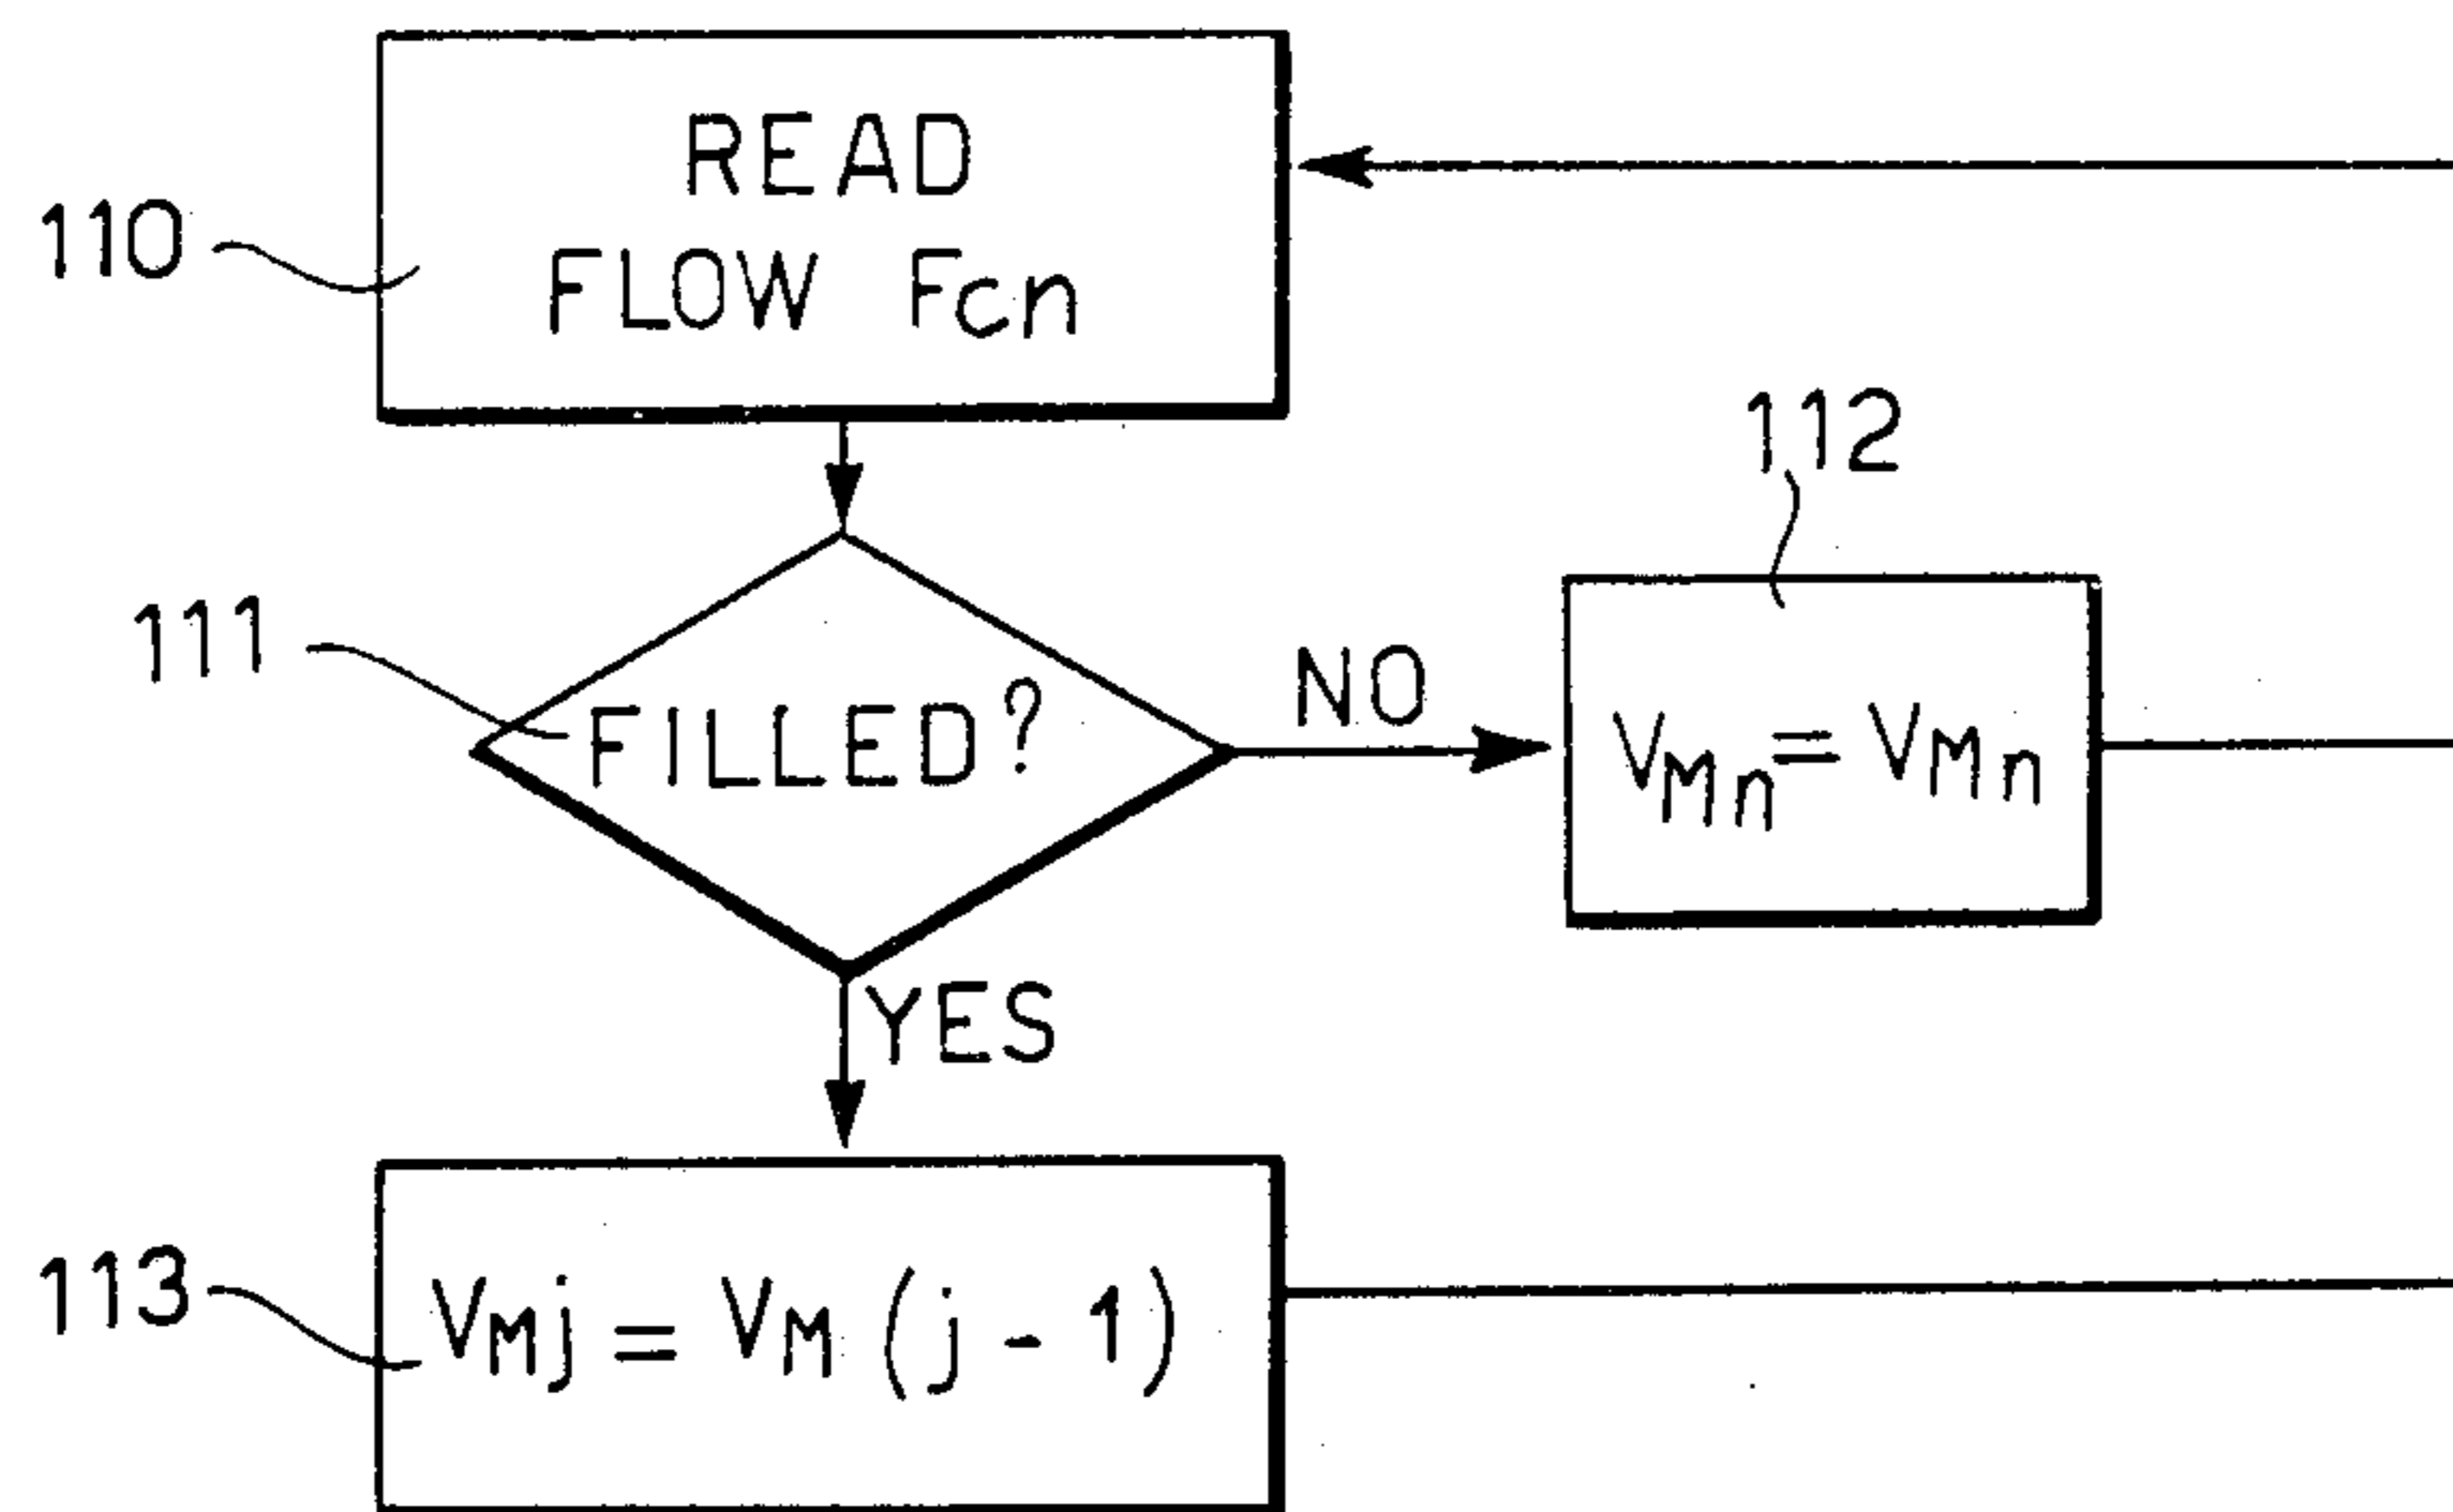 110
READ
FLOW Fcn
112
111
FILLED?
NO
VMn = VMn
YES
113
VMj = VM (j - 1)